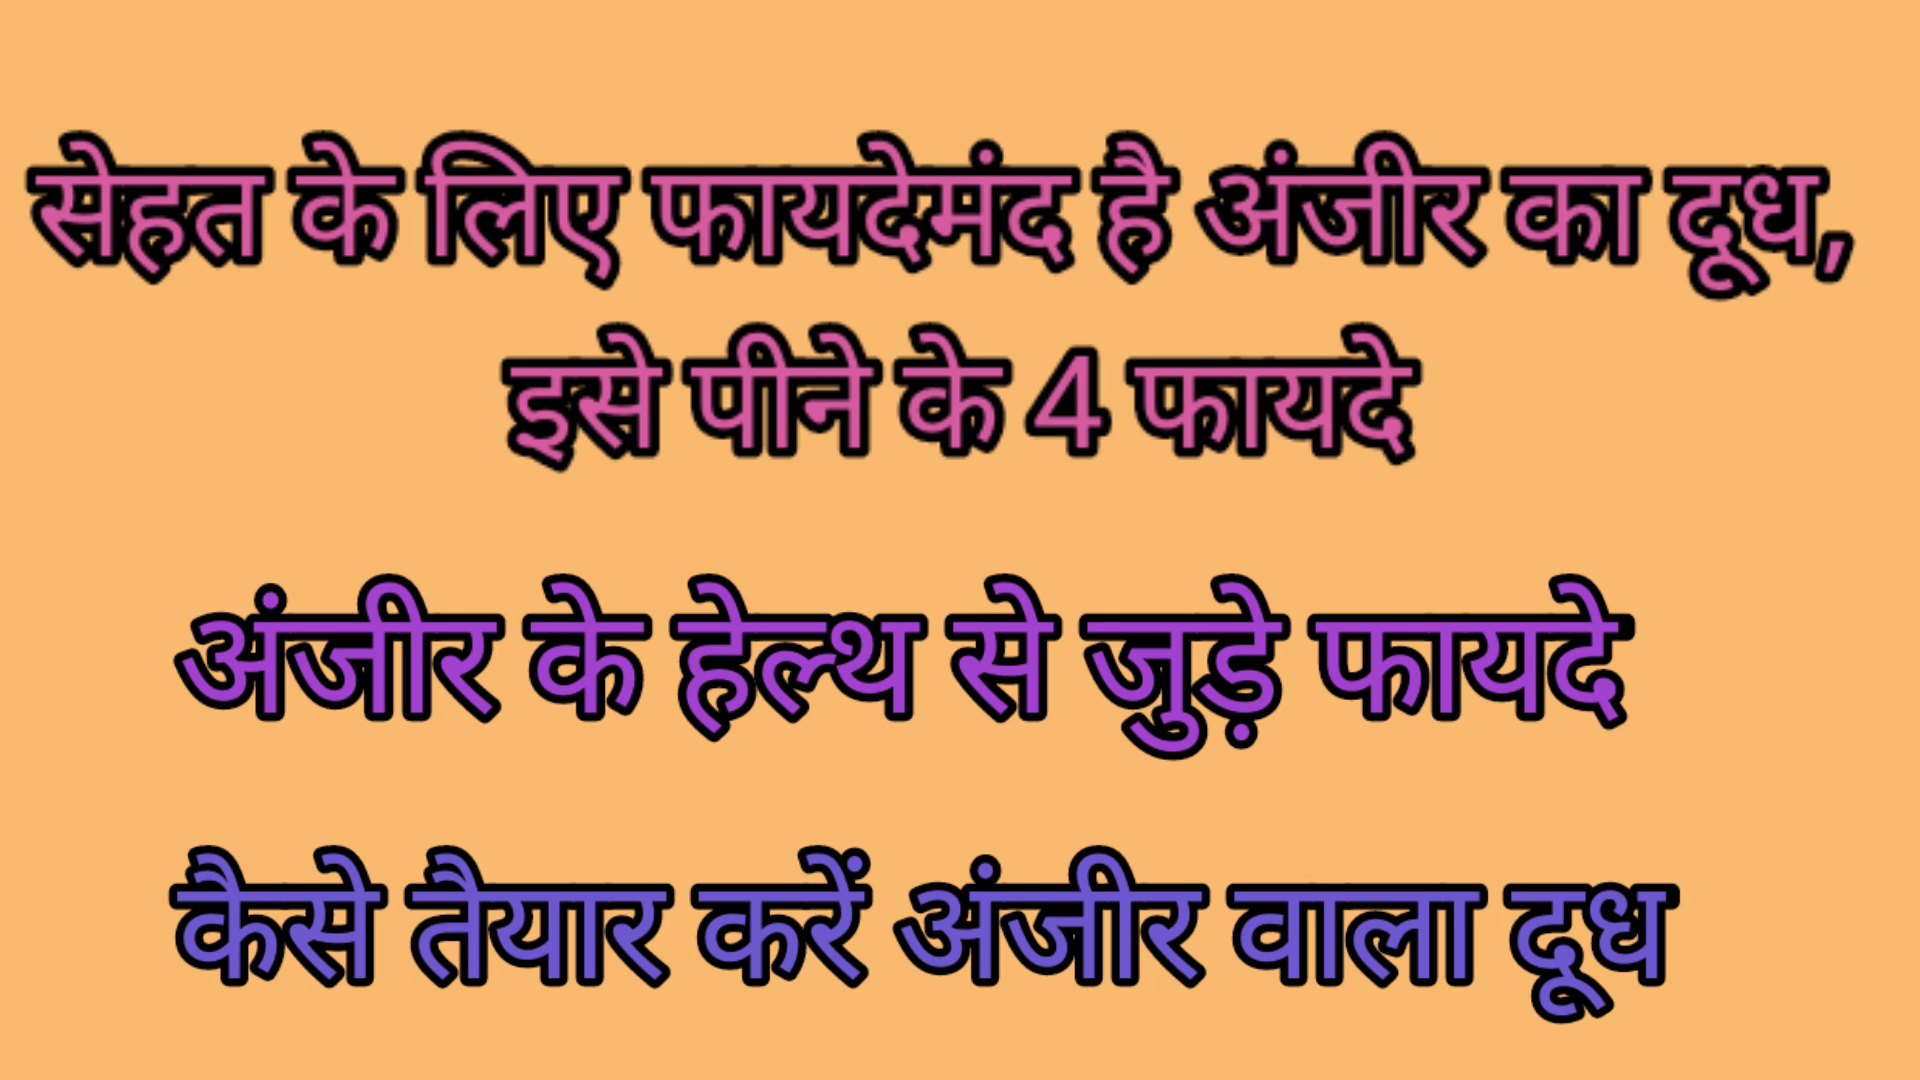 सेहत के लिए फायदेमंद है अंजीर का दूध,
इसे पीने के 4 फायदे
अंजीर के हेल्थ से जुड़े फायदे
कैसे तैयार करें अंजीर वाला दूध